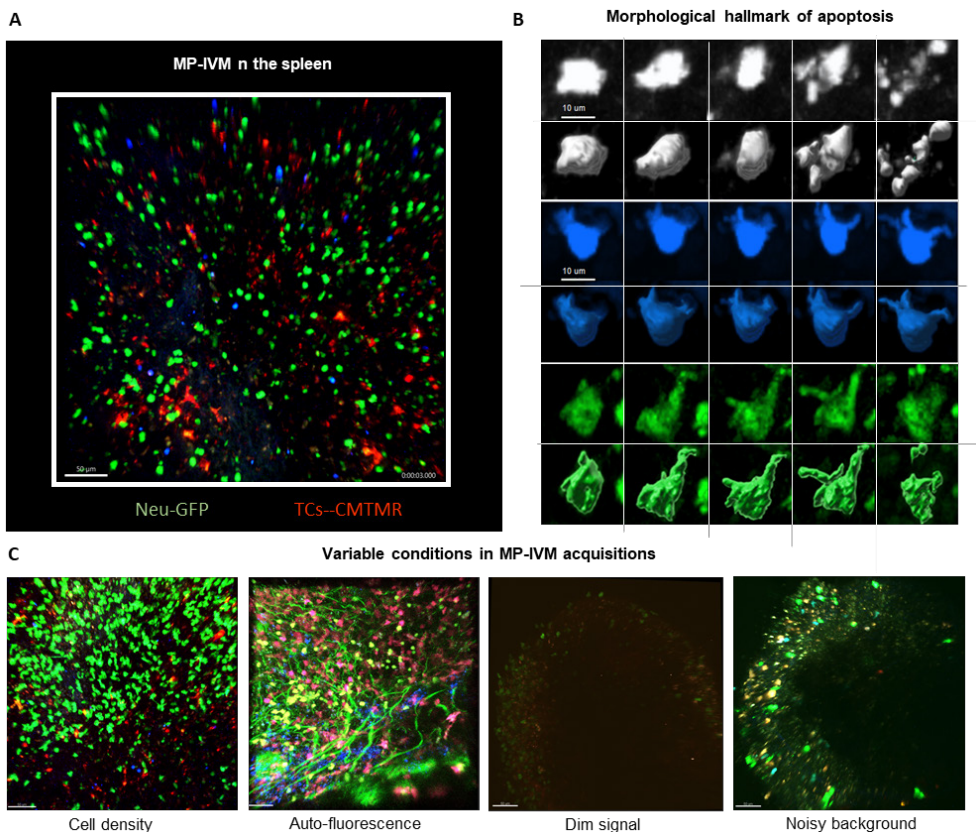 A
MP-IVM n the spleen
50 μm
0:00:03.000
Neu-GFP
TCs--CMTMR
B
Morphological hallmark of apoptosis
10 um
10 um
C
Variable conditions in MP-IVM acquisitions
Cell density
Auto-fluorescence
Dim signal
Noisy background